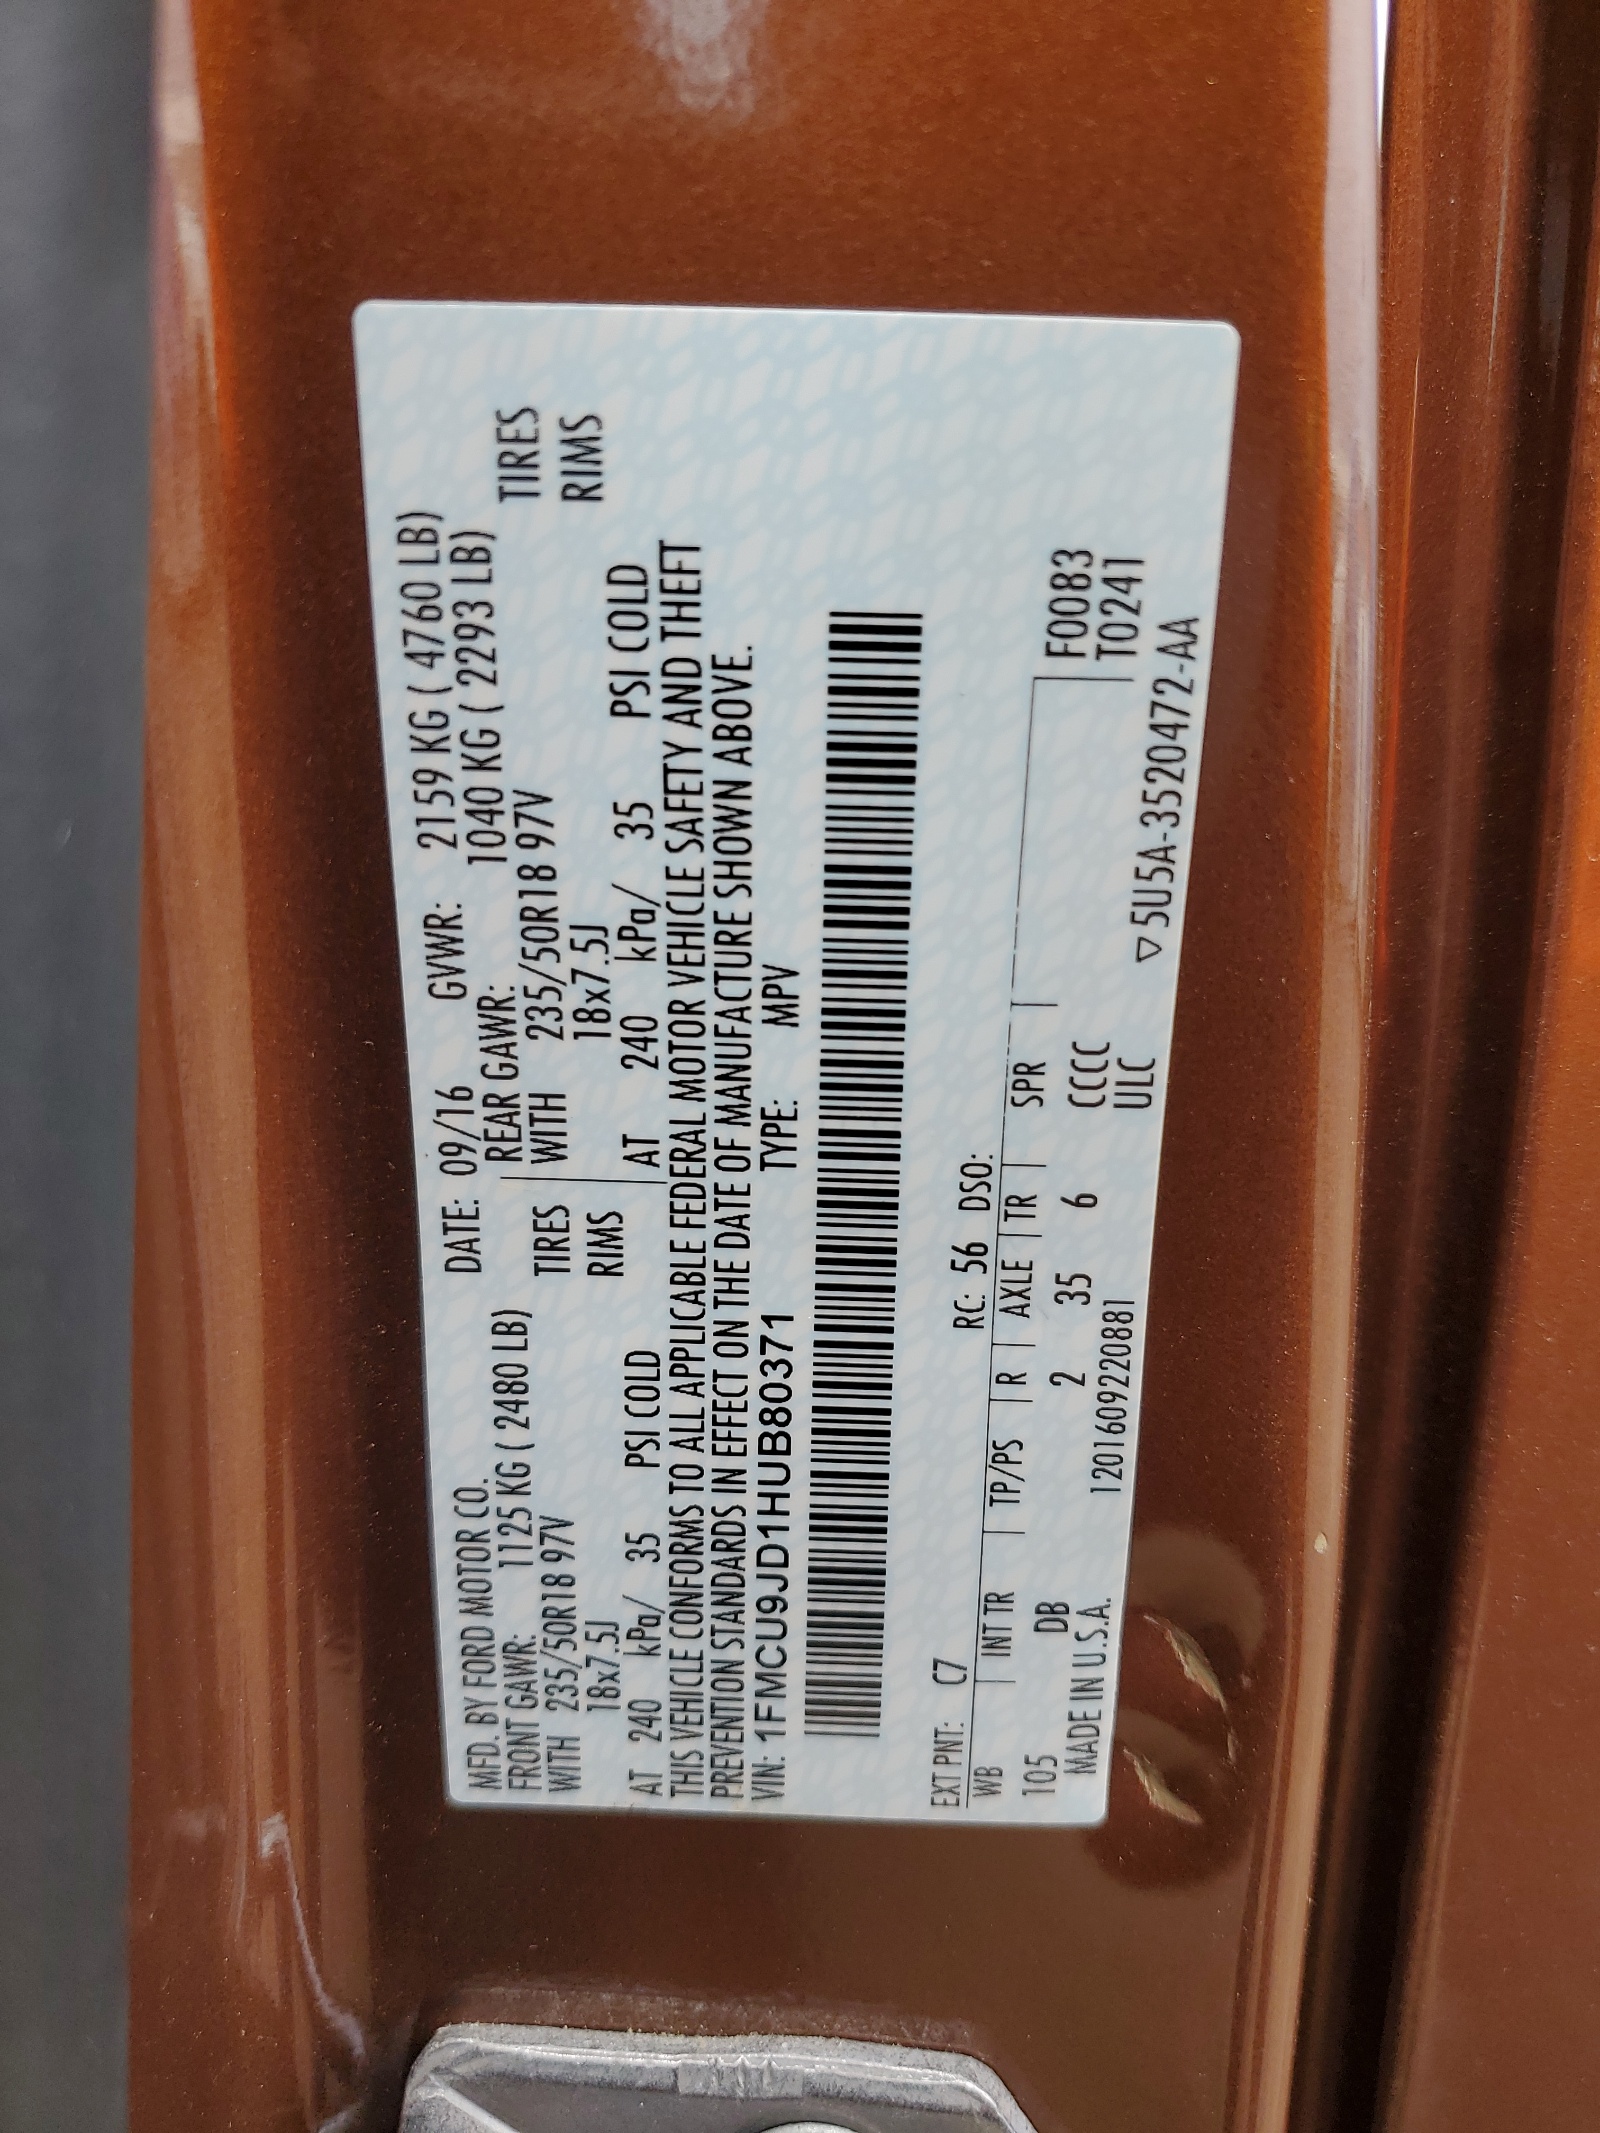 MFD. BY FORD MOTOR CO. DATE: 09/16 GVWR: 2159 KG ( 4760 LB)
FRONT GAWR: 1125 KG ( 2480 LB) REAR GAWR: 1040 KG ( 2293 LB)
WITH 235/50R18 97V TIRES WITH 235/50R18 97V TIRES
18x7.5J RIMS 18x7.5J RIMS
AT 240 kPa/ 35 PSI COLD AT 240 kPa/ 35 PSI COLD
THIS VEHICLE CONFORMS TO ALL APPLICABLE FEDERAL MOTOR VEHICLE SAFETY AND THEFT
PREVENTION STANDARDS IN EFFECT ON THE DATE OF MANUFACTURE SHOWN ABOVE.
VIN: 1FMCU9JD1HUB80371 TYPE: MPV
EXT PNT: C7 RC: 56 DSO:
WB INT TR TP/PS R AXLE TR SPR F0083
105 DB 2 35 6 CCCC T0241
MADE IN U.S.A. 1201609220881 ULC ▽5U5A-3520472-AA